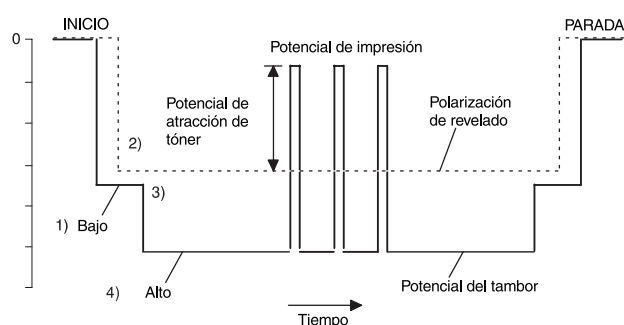 INICIO
PARADA
0
Potencial de impresión
Potencial de
atracción de
tóner
Polarización
de revelado
2)
3)
1) Bajo
4) Alto
Potencial del tambor
Tiempo